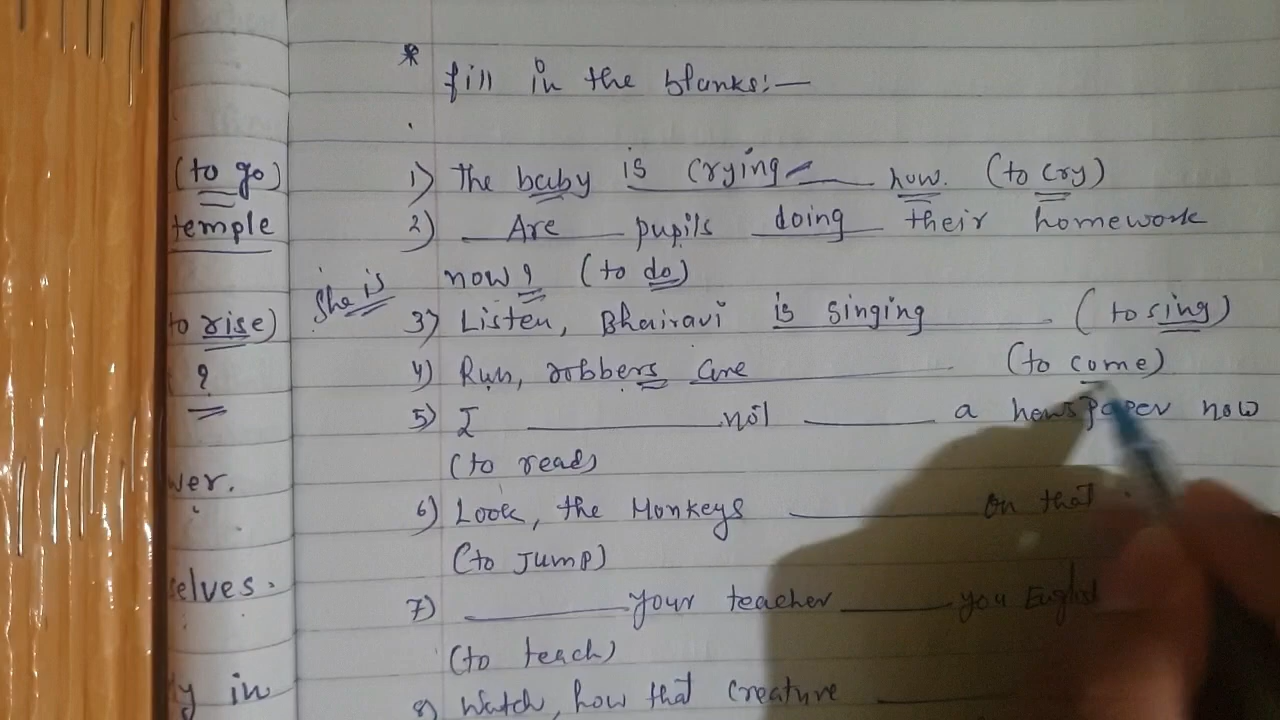 *
fill in the blanks:—
(to go)
1) The baby is crying now. (to cry)
temple
2) Are pupils doing their homework
now? (to do)
She is
to rise)
3) Listen, Bhairavi is singing (to sing)
?
4) Run, robbers are (to come)
5) I not a newspaper now
(to read)
wer.
6) Look, the Monkeys on that
(to Jump)
selves.
7) your teacher you English
(to teach)
y in
8) Watch, how that creature